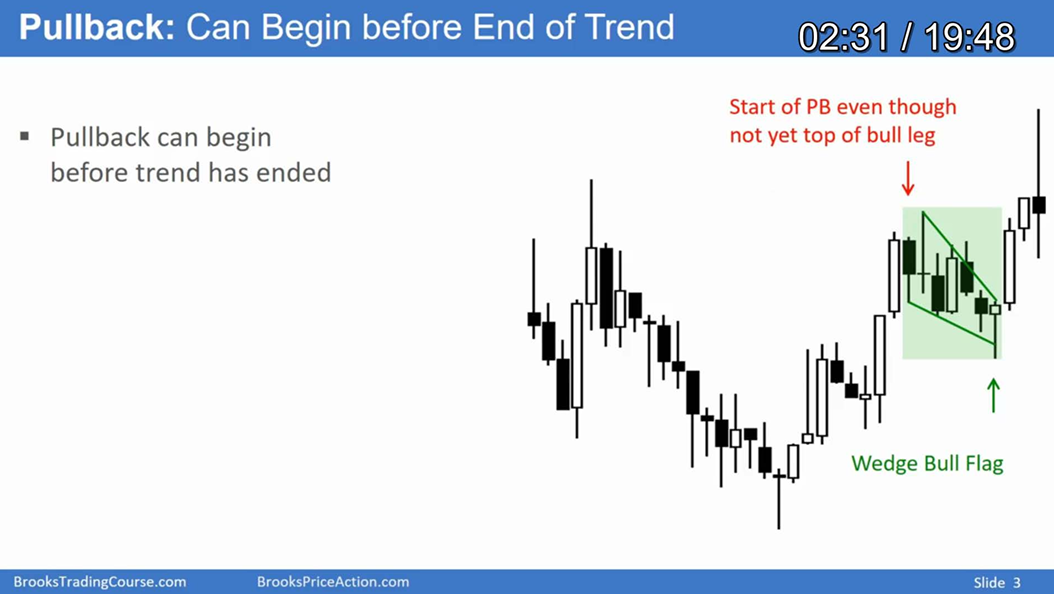 Pullback: Can Begin before End of Trend
02:31 / 19:48
▪ Pullback can begin
before trend has ended
Start of PB even though
not yet top of bull leg
Wedge Bull Flag
BrooksTradingCourse.com
BrooksPriceAction.com
Slide 3